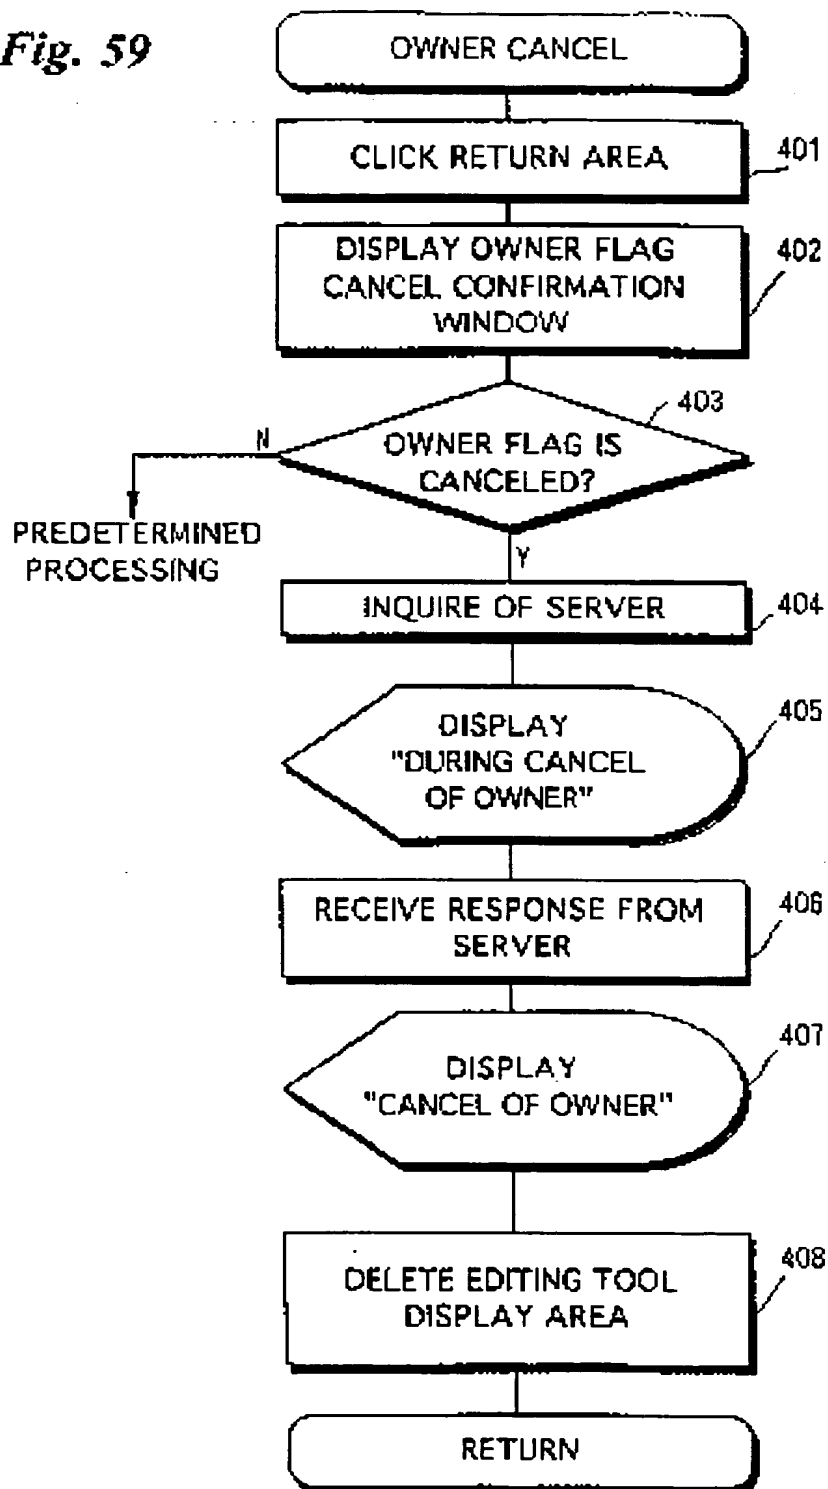 Fig. 59
OWNER CANCEL
CLICK RETURN AREA
401
DISPLAY OWNER FLAG
CANCEL CONFIRMATION
WINDOW
402
403
OWNER FLAG IS
CANCELED?
N
PREDETERMINED
PROCESSING
Y
INQUIRE OF SERVER
404
DISPLAY
"DURING CANCEL
OF OWNER"
405
RECEIVE RESPONSE FROM
SERVER
406
DISPLAY
"CANCEL OF OWNER"
407
DELETE EDITING TOOL
DISPLAY AREA
408
RETURN